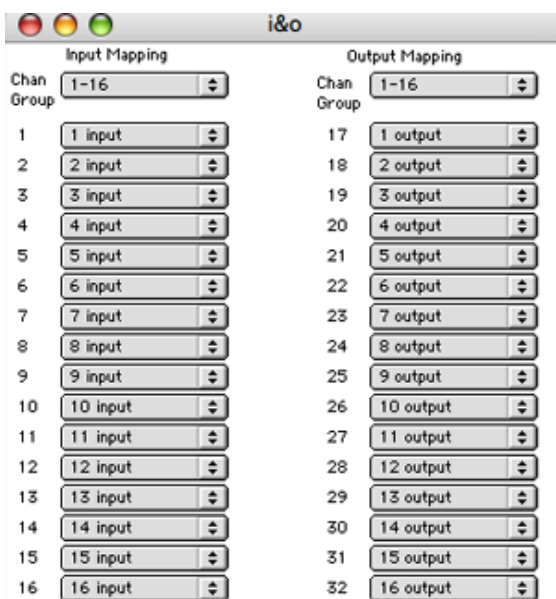 i&o
Input Mapping Output Mapping
Chan Group 1-16 Chan Group 1-16
1 1 input 17 1 output
2 2 input 18 2 output
3 3 input 19 3 output
4 4 input 20 4 output
5 5 input 21 5 output
6 6 input 22 6 output
7 7 input 23 7 output
8 8 input 24 8 output
9 9 input 25 9 output
10 10 input 26 10 output
11 11 input 27 11 output
12 12 input 28 12 output
13 13 input 29 13 output
14 14 input 30 14 output
15 15 input 31 15 output
16 16 input 32 16 output